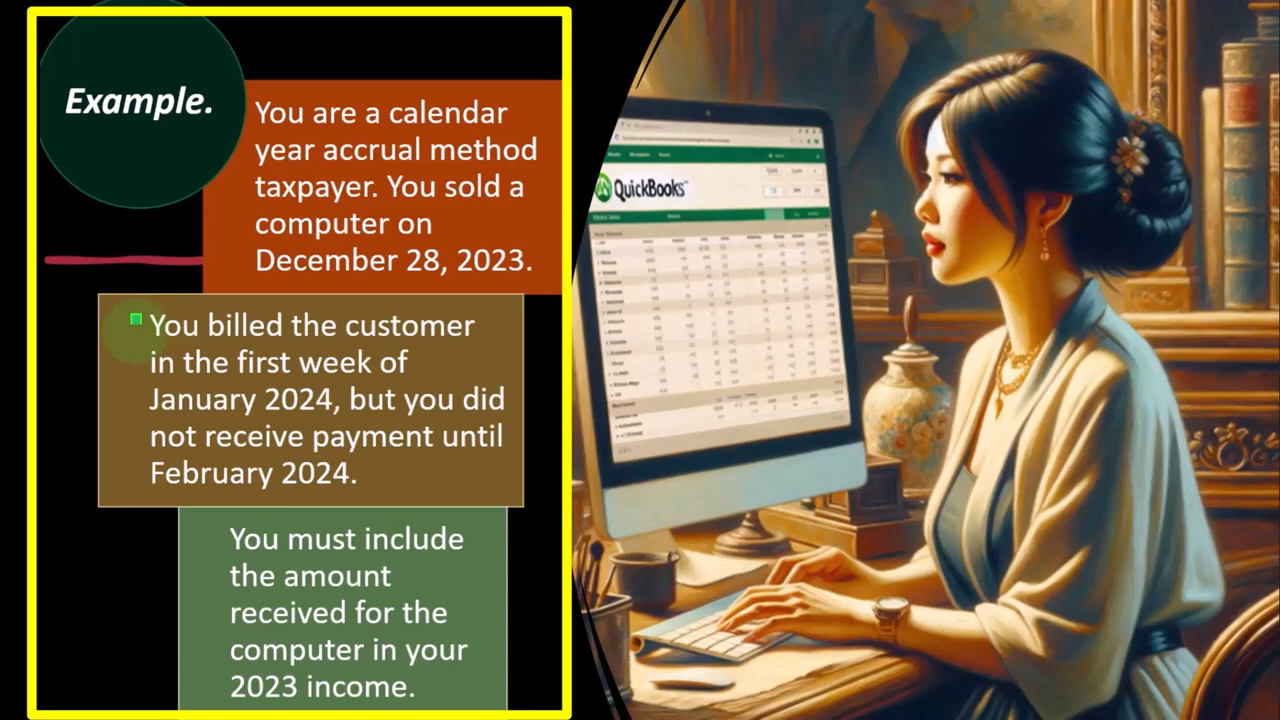 Example.
You are a calendar
year accrual method
taxpayer. You sold a
computer on
December 28, 2023.
You billed the customer
in the first week of
January 2024, but you did
not receive payment until
February 2024.
You must include
the amount
received for the
computer in your
2023 income.
QuickBooks